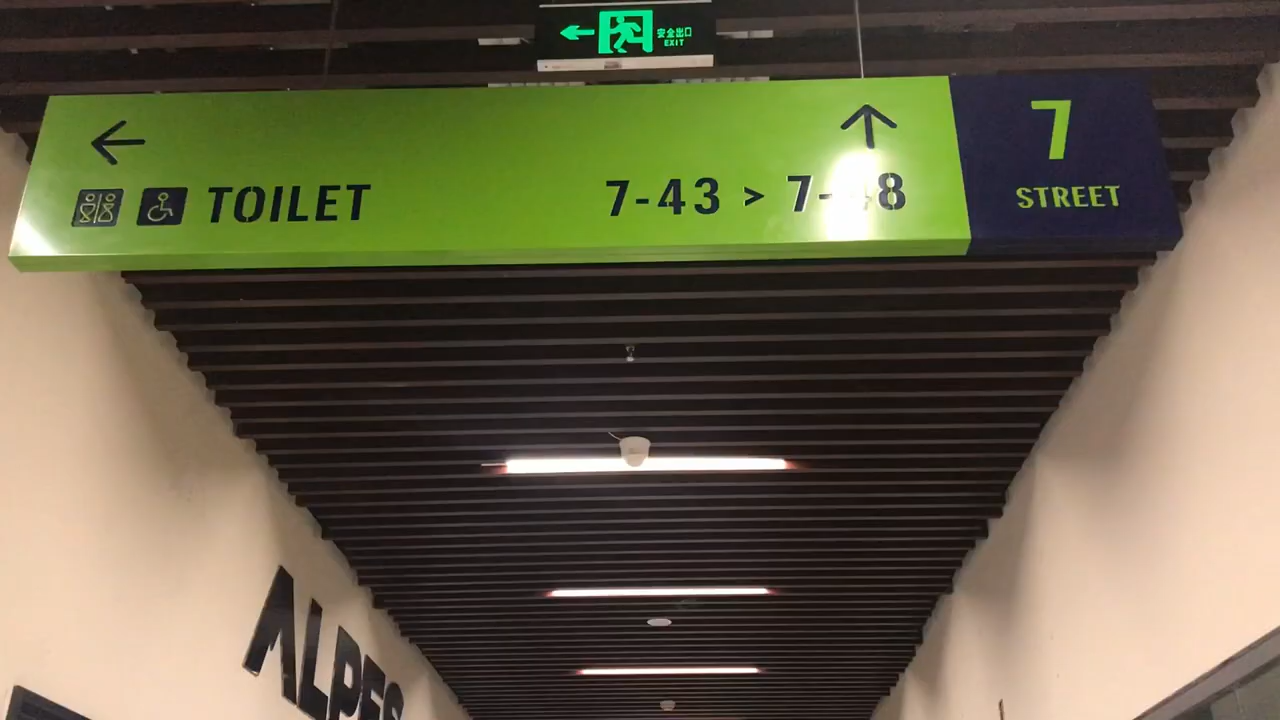 安全出口
EXIT
TOILET
7-43 >
7
STREET
ALPES